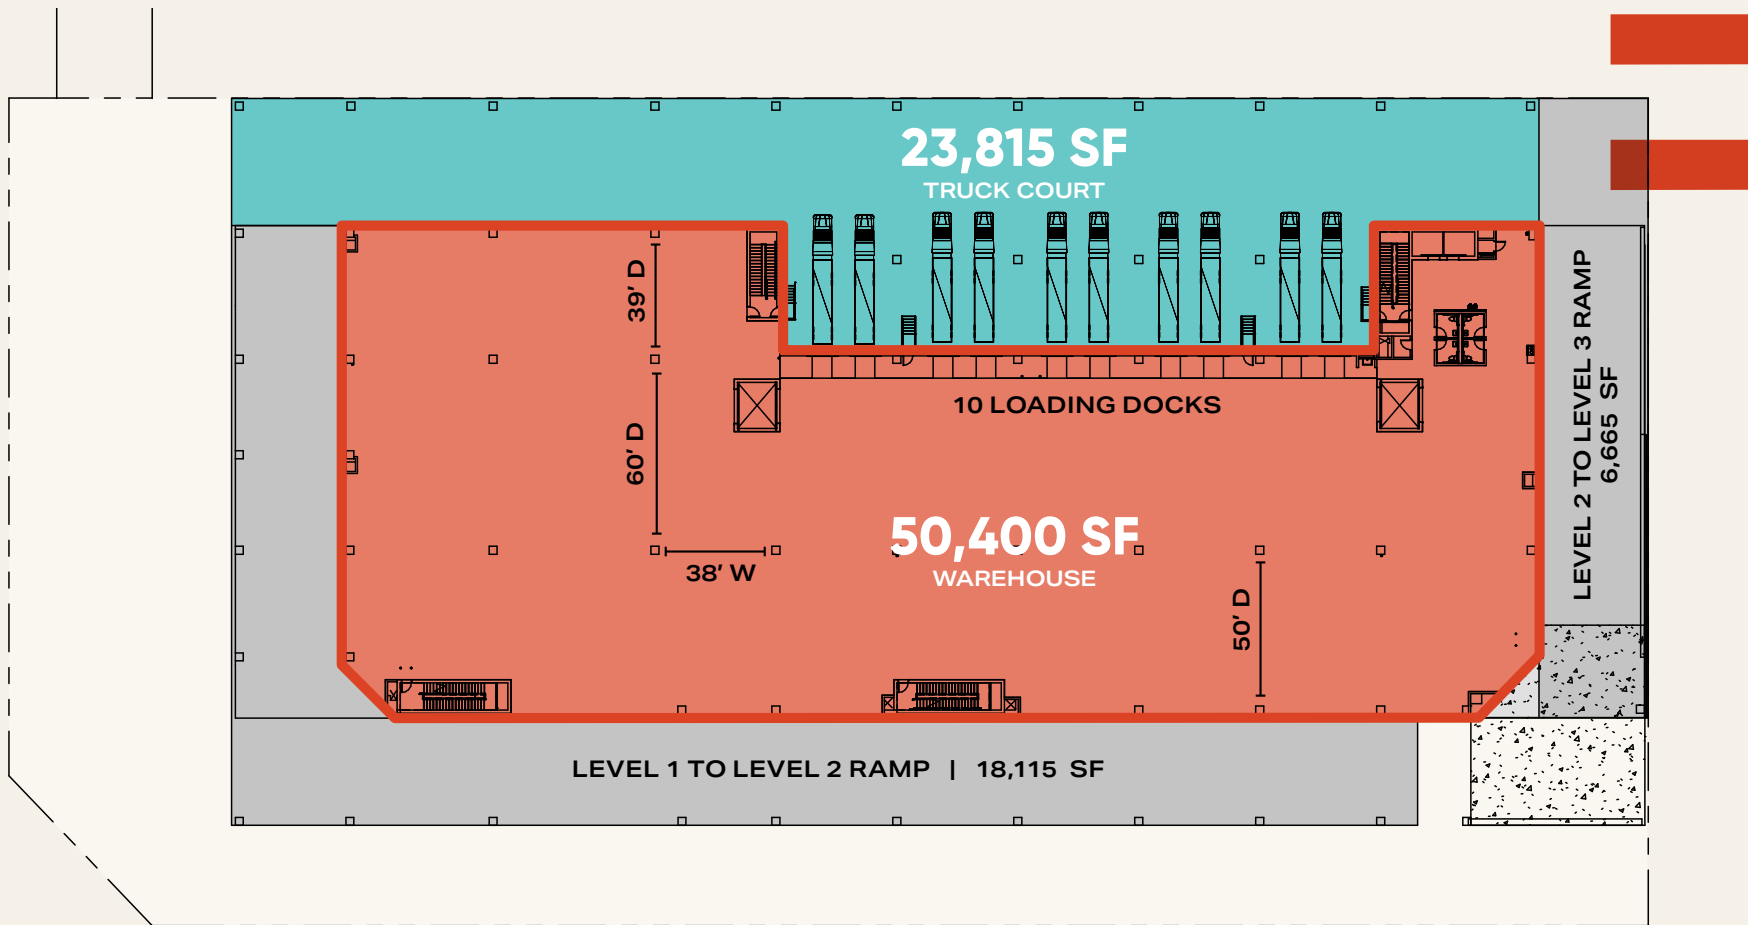 23,815 SF
TRUCK COURT
39' D
10 LOADING DOCKS
60' D
50,400 SF
WAREHOUSE
38' W
50' D
LEVEL 2 TO LEVEL 3 RAMP
6,665 SF
LEVEL 1 TO LEVEL 2 RAMP | 18,115 SF